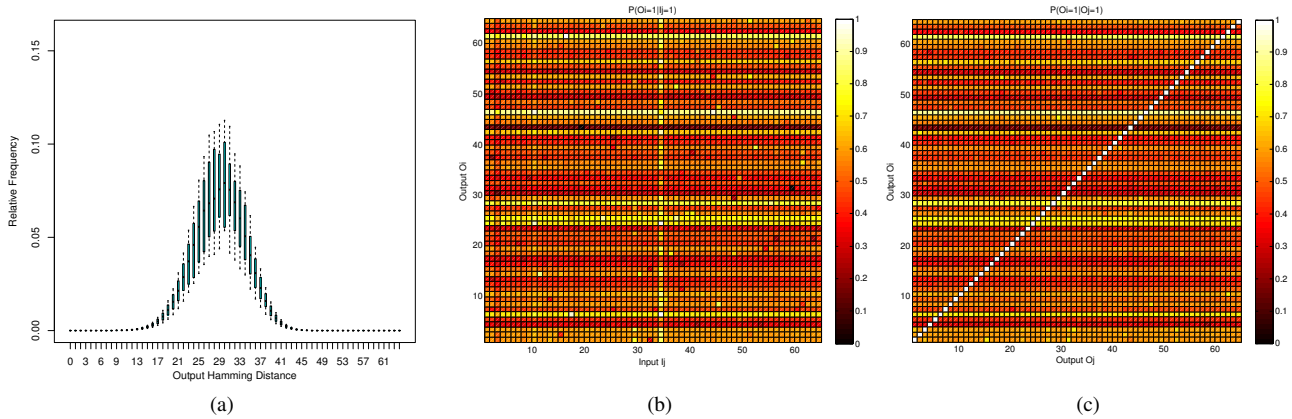 0.15
0.10
0.05
0.00
Relative Frequency
0 3 6 9 13 17 21 25 29 33 37 41 45 49 53 57 61
Output Hamming Distance
(a)
P(Oi=1|Ij=1)
60
50
40
30
20
10
Output Oi
10 20 30 40 50 60
Input Ij
1
0.9
0.8
0.7
0.6
0.5
0.4
0.3
0.2
0.1
0
(b)
P(Oi=1|Oj=1)
60
50
40
30
20
10
Output Oi
10 20 30 40 50 60
Output Oj
1
0.9
0.8
0.7
0.6
0.5
0.4
0.3
0.2
0.1
0
(c)